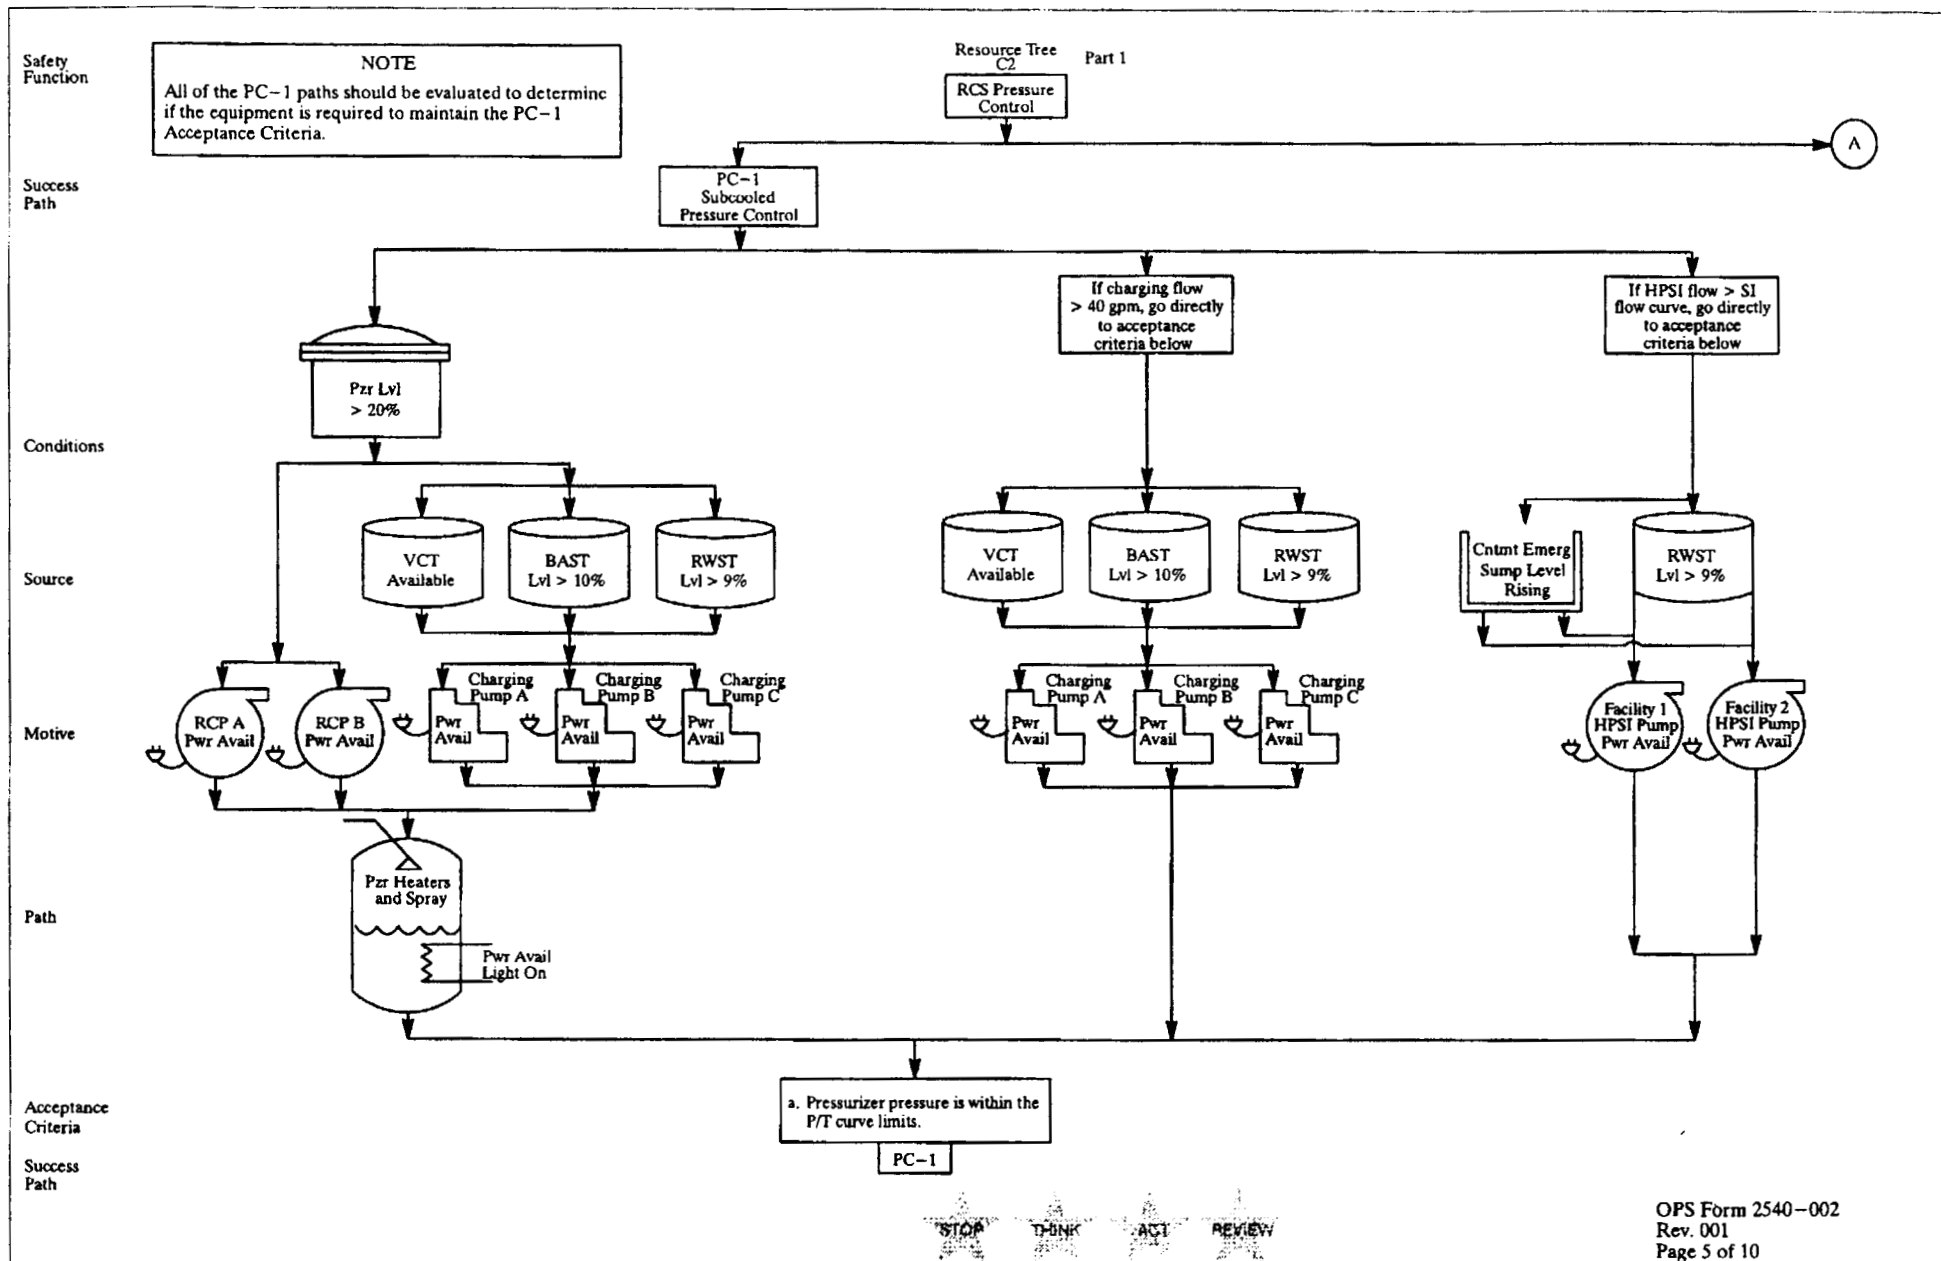 Safety
Function
NOTE
All of the PC-1 paths should be evaluated to determine
if the equipment is required to maintain the PC-1
Acceptance Criteria.
Resource Tree
C2
Part 1
RCS Pressure
Control
A
Success
Path
PC-1
Subcooled
Pressure Control
If charging flow
> 40 gpm, go directly
to acceptance
criteria below
If HPSI flow > SI
flow curve, go directly
to acceptance
criteria below
Pzr Lvl
> 20%
Conditions
Source
VCT
Available
BAST
Lvl > 10%
RWST
Lvl > 9%
VCT
Available
BAST
Lvl > 10%
RWST
Lvl > 9%
Cntmt Emerg
Sump Level
Rising
RWST
Lvl > 9%
Motive
RCP A
Pwr Avail
RCP B
Pwr Avail
Charging
Pump A
Pwr
Avail
Charging
Pump B
Pwr
Avail
Charging
Pump C
Pwr
Avail
Charging
Pump A
Pwr
Avail
Charging
Pump B
Pwr
Avail
Charging
Pump C
Pwr
Avail
Facility 1
HPSI Pump
Pwr Avail
Facility 2
HPSI Pump
Pwr Avail
Path
Pzr Heaters
and Spray
Pwr Avail
Light On
Acceptance
Criteria
a. Pressurizer pressure is within the
P/T curve limits.
PC-1
Success
Path
STOP THINK ACT REVIEW
OPS Form 2540-002
Rev. 001
Page 5 of 10